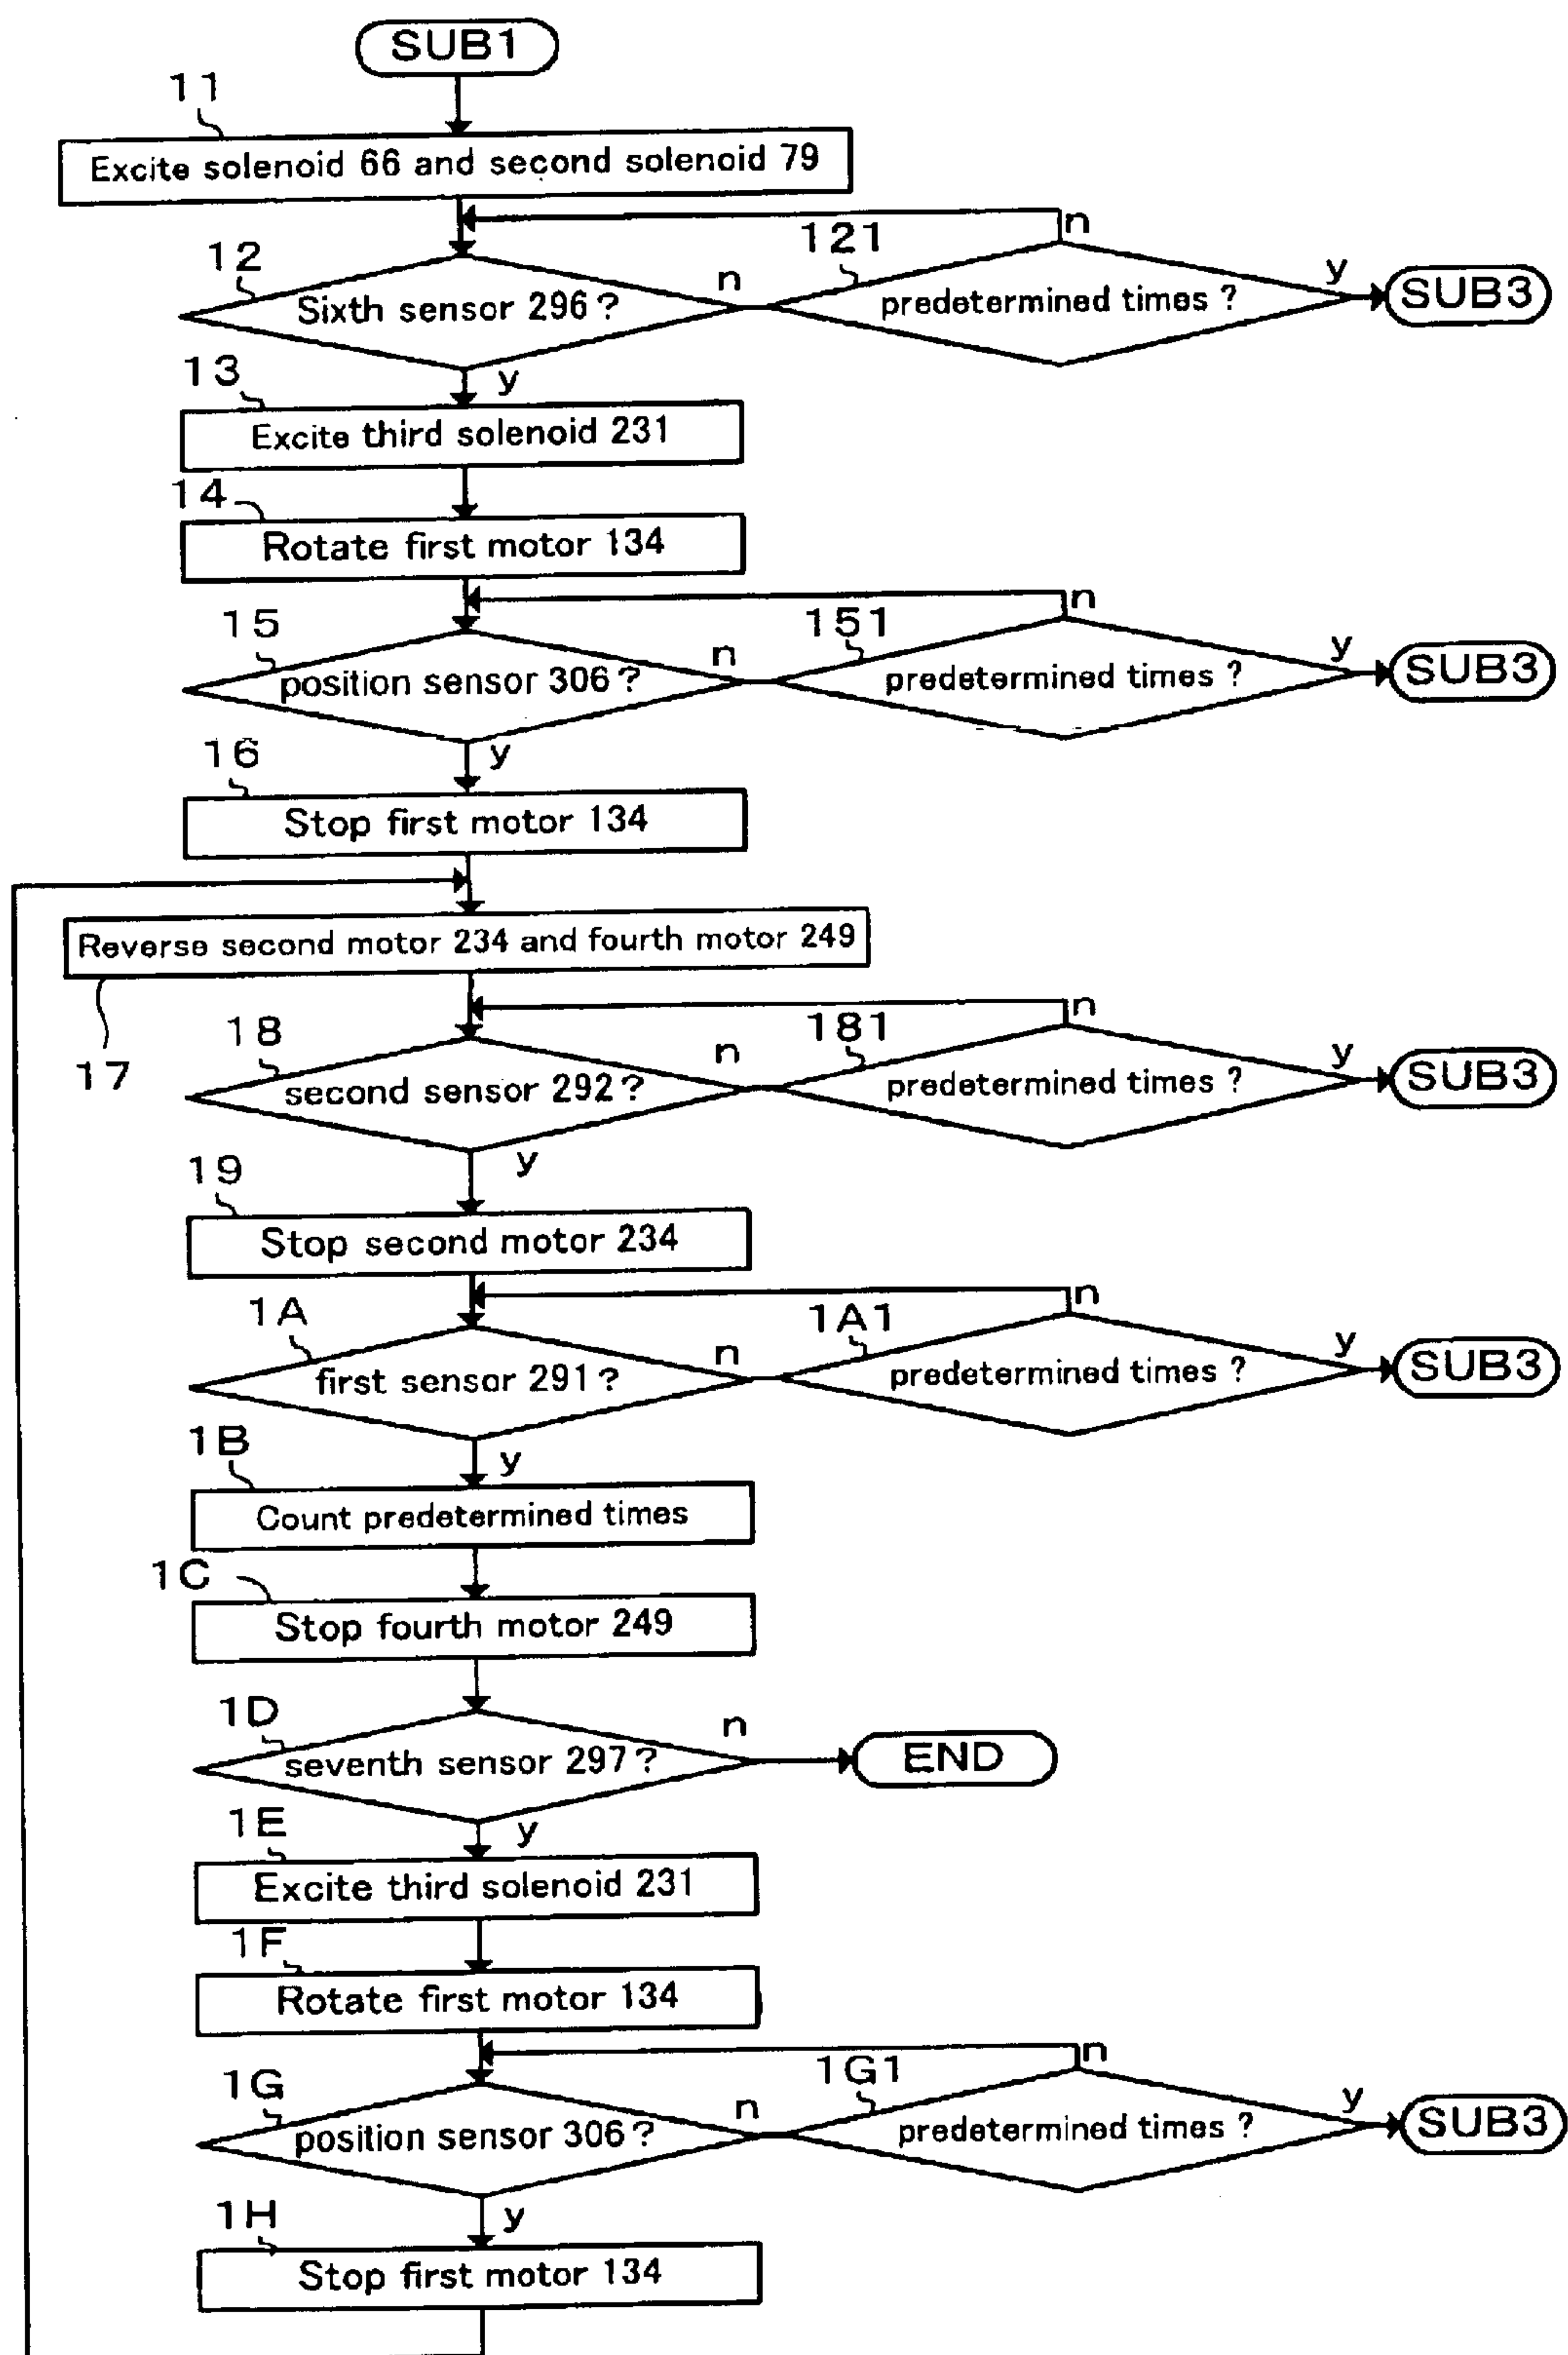 SUB1
11
Excite solenoid 66 and second solenoid 79
n
12
121
Sixth sensor 296?
n
predetermined times ?
y
SUB3
y
13
Excite third solenoid 231
14
Rotate first motor 134
n
15
151
position sensor 306?
n
predetermined times ?
y
SUB3
y
16
Stop first motor 134
Reverse second motor 234 and fourth motor 249
17
n
18
181
second sensor 292?
n
predetermined times ?
y
SUB3
y
19
Stop second motor 234
n
1A
1A1
first sensor 291?
n
predetermined times ?
y
SUB3
y
1B
Count predetermined times
1C
Stop fourth motor 249
1D
seventh sensor 297?
n
END
y
1E
Excite third solenoid 231
1F
Rotate first motor 134
n
1G
1G1
position sensor 306?
n
predetermined times ?
y
SUB3
y
1H
Stop first motor 134